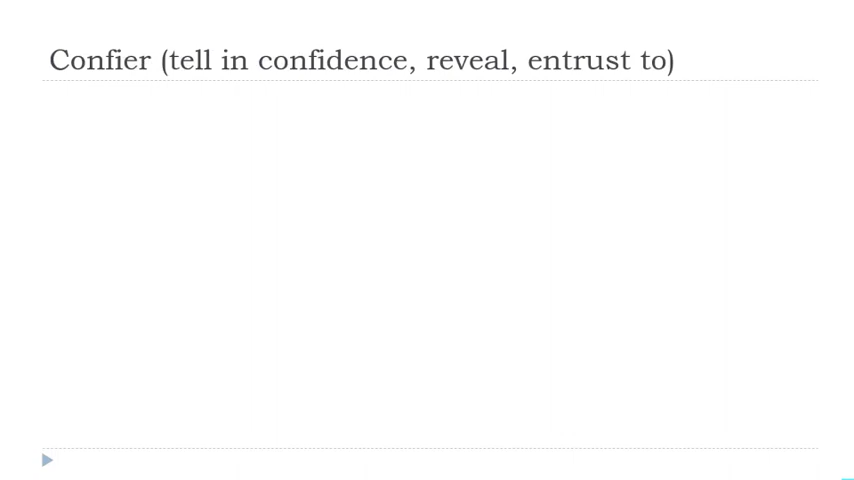 Confier (tell in confidence, reveal, entrust to)